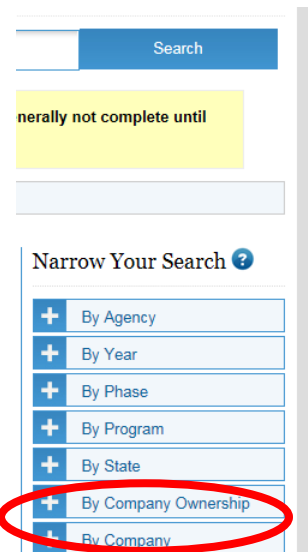 Search
nerally not complete until
Narrow Your Search ?
+ By Agency
+ By Year
+ By Phase
+ By Program
+ By State
+ By Company Ownership
+ By Company